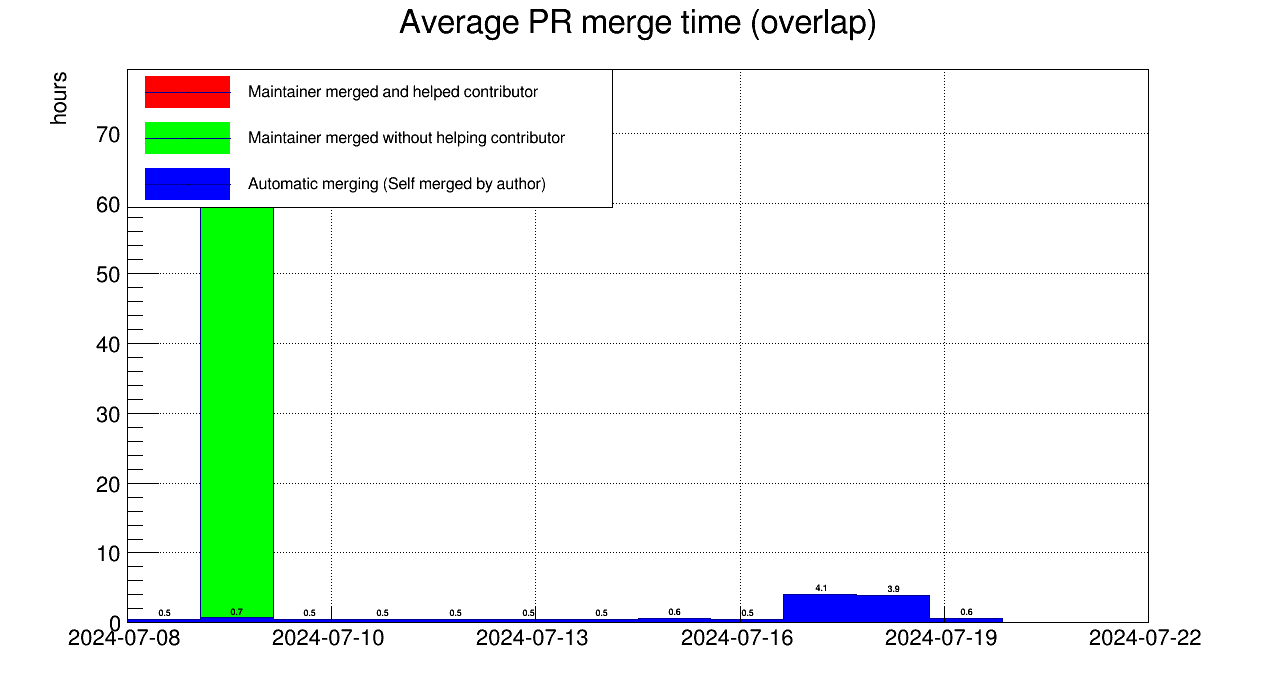 Average PR merge time (overlap)
hours
Maintainer merged and helped contributor
Maintainer merged without helping contributor
Automatic merging (Self merged by author)
70
60
50
40
30
20
10
0
0.5 0.7 0.5 0.5 0.5 0.5 0.5 0.6 0.5 4.1 3.9 0.6
2024-07-08 2024-07-10 2024-07-13 2024-07-16 2024-07-19 2024-07-22